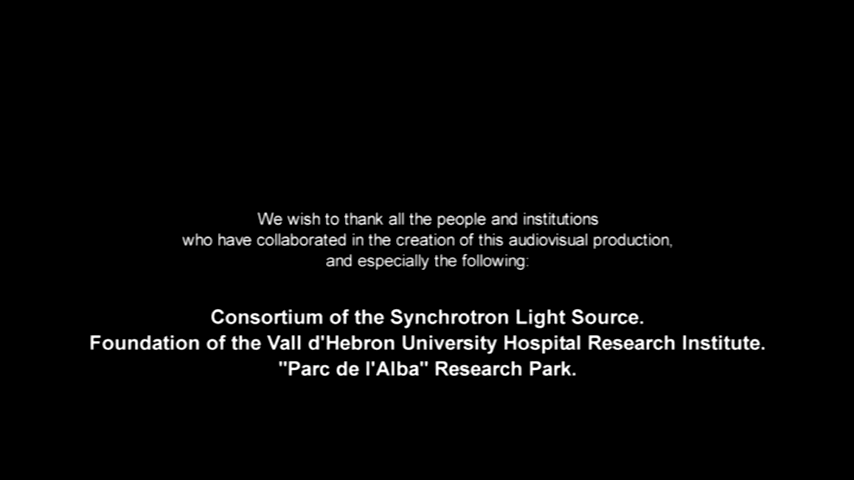 We wish to thank all the people and institutions
who have collaborated in the creation of this audiovisual production,
and especially the following:
Consortium of the Synchrotron Light Source.
Foundation of the Vall d'Hebron University Hospital Research Institute.
"Parc de l'Alba" Research Park.